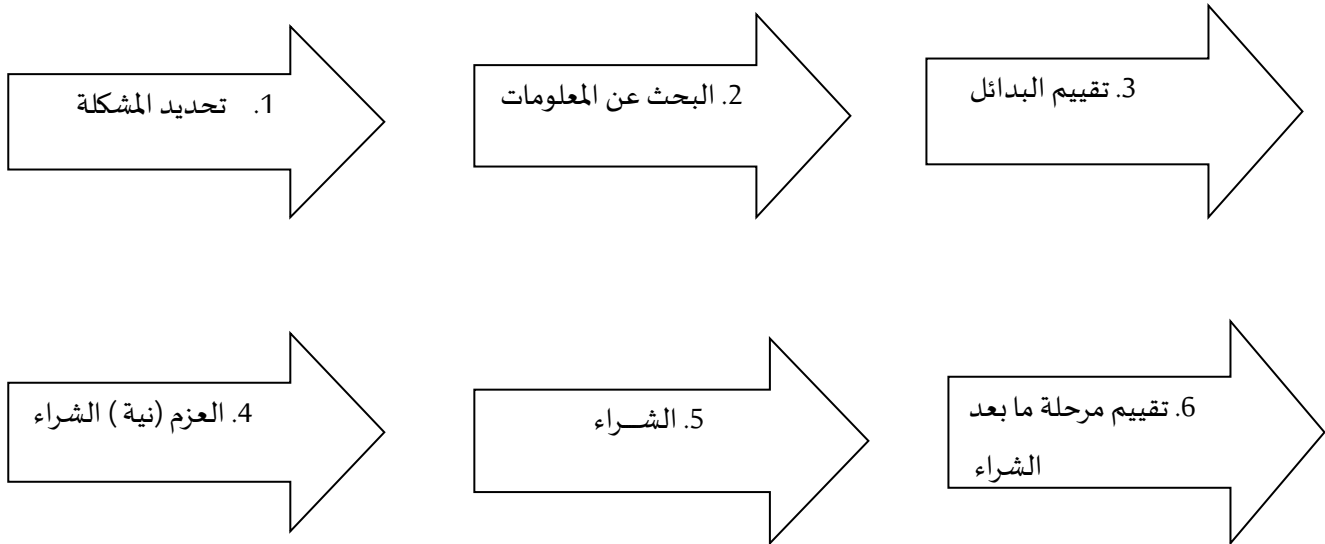 1. تحديد المشكلة
2. البحث عن المعلومات
3. تقييم البدائل
4. العزم (نية ) الشراء
5. الشـــراء
6. تقييم مرحلة ما بعد
الشراء